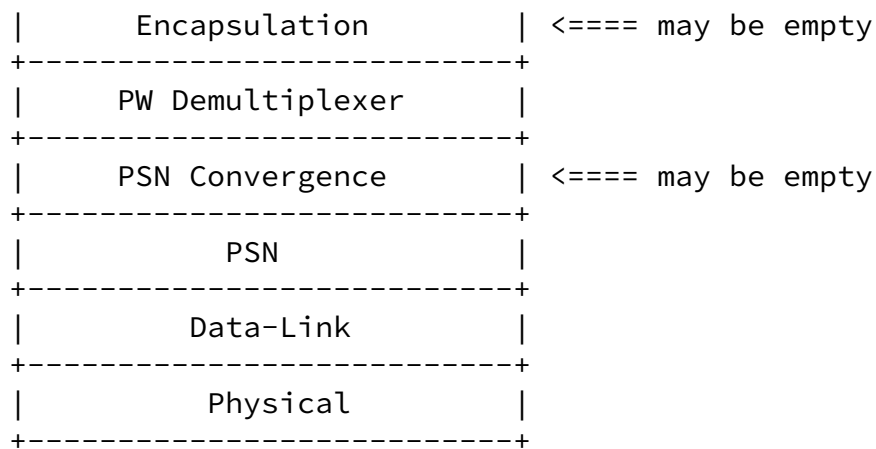 |      Encapsulation       | <==== may be empty
+---------------------------+
|     PW Demultiplexer      |
+---------------------------+
|     PSN Convergence       | <==== may be empty
+---------------------------+
|           PSN             |
+---------------------------+
|         Data-Link         |
+---------------------------+
|          Physical         |
+---------------------------+